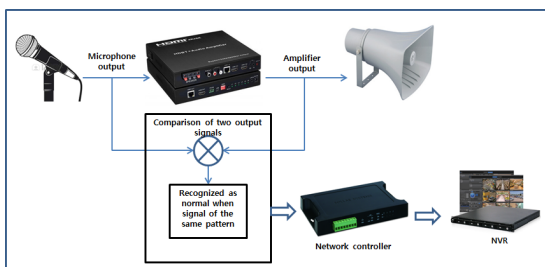 Microphone
output
Amplifier
output
Comparison of two output
signals
Recognized as
normal when
signal of the
same pattern
Network controller
NVR